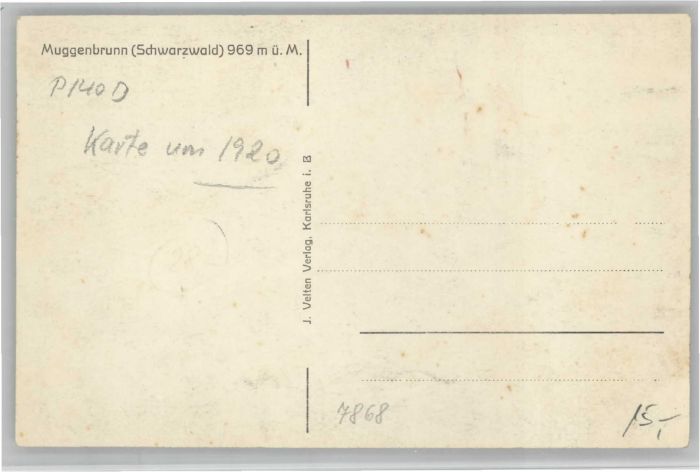 Muggenbrunn (Schwarzwald) 969 m ü. M.
P140D
Karte um 1920
J. Velten Verlag, Karlsruhe i. B
7868
15,-